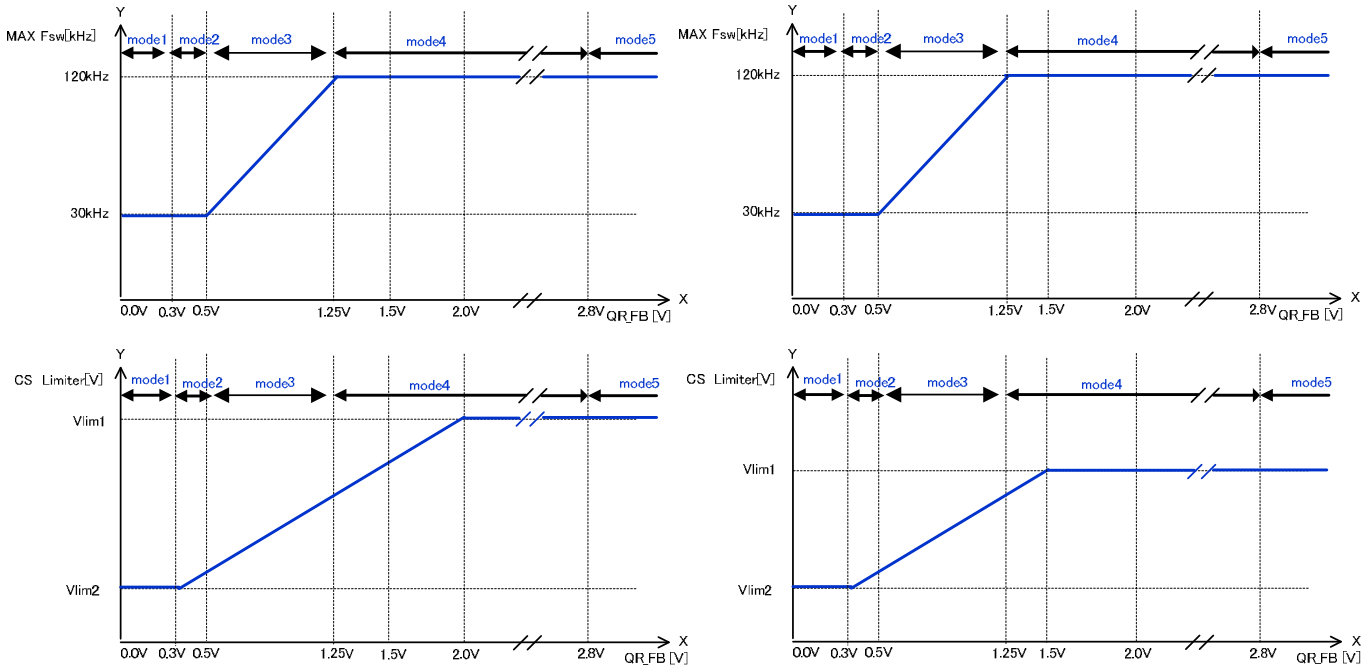 Y
MAX Fsw[kHz]
mode1
mode2
mode3
mode4
mode5
120kHz
30kHz
X
0.0V 0.3V 0.5V 1.25V 1.5V 2.0V 2.8V
QR_FB [V]
Y
MAX Fsw[kHz]
mode1
mode2
mode3
mode4
mode5
120kHz
30kHz
X
0.0V 0.3V 0.5V 1.25V 1.5V 2.0V 2.8V
QR_FB [V]
Y
CS Limiter[V]
mode1
mode2
mode3
mode4
mode5
Vlim1
Vlim2
X
0.0V 0.3V 0.5V 1.25V 1.5V 2.0V 2.8V
QR_FB [V]
Y
CS Limiter[V]
mode1
mode2
mode3
mode4
mode5
Vlim1
Vlim2
X
0.0V 0.3V 0.5V 1.25V 1.5V 2.0V 2.8V
QR_FB [V]